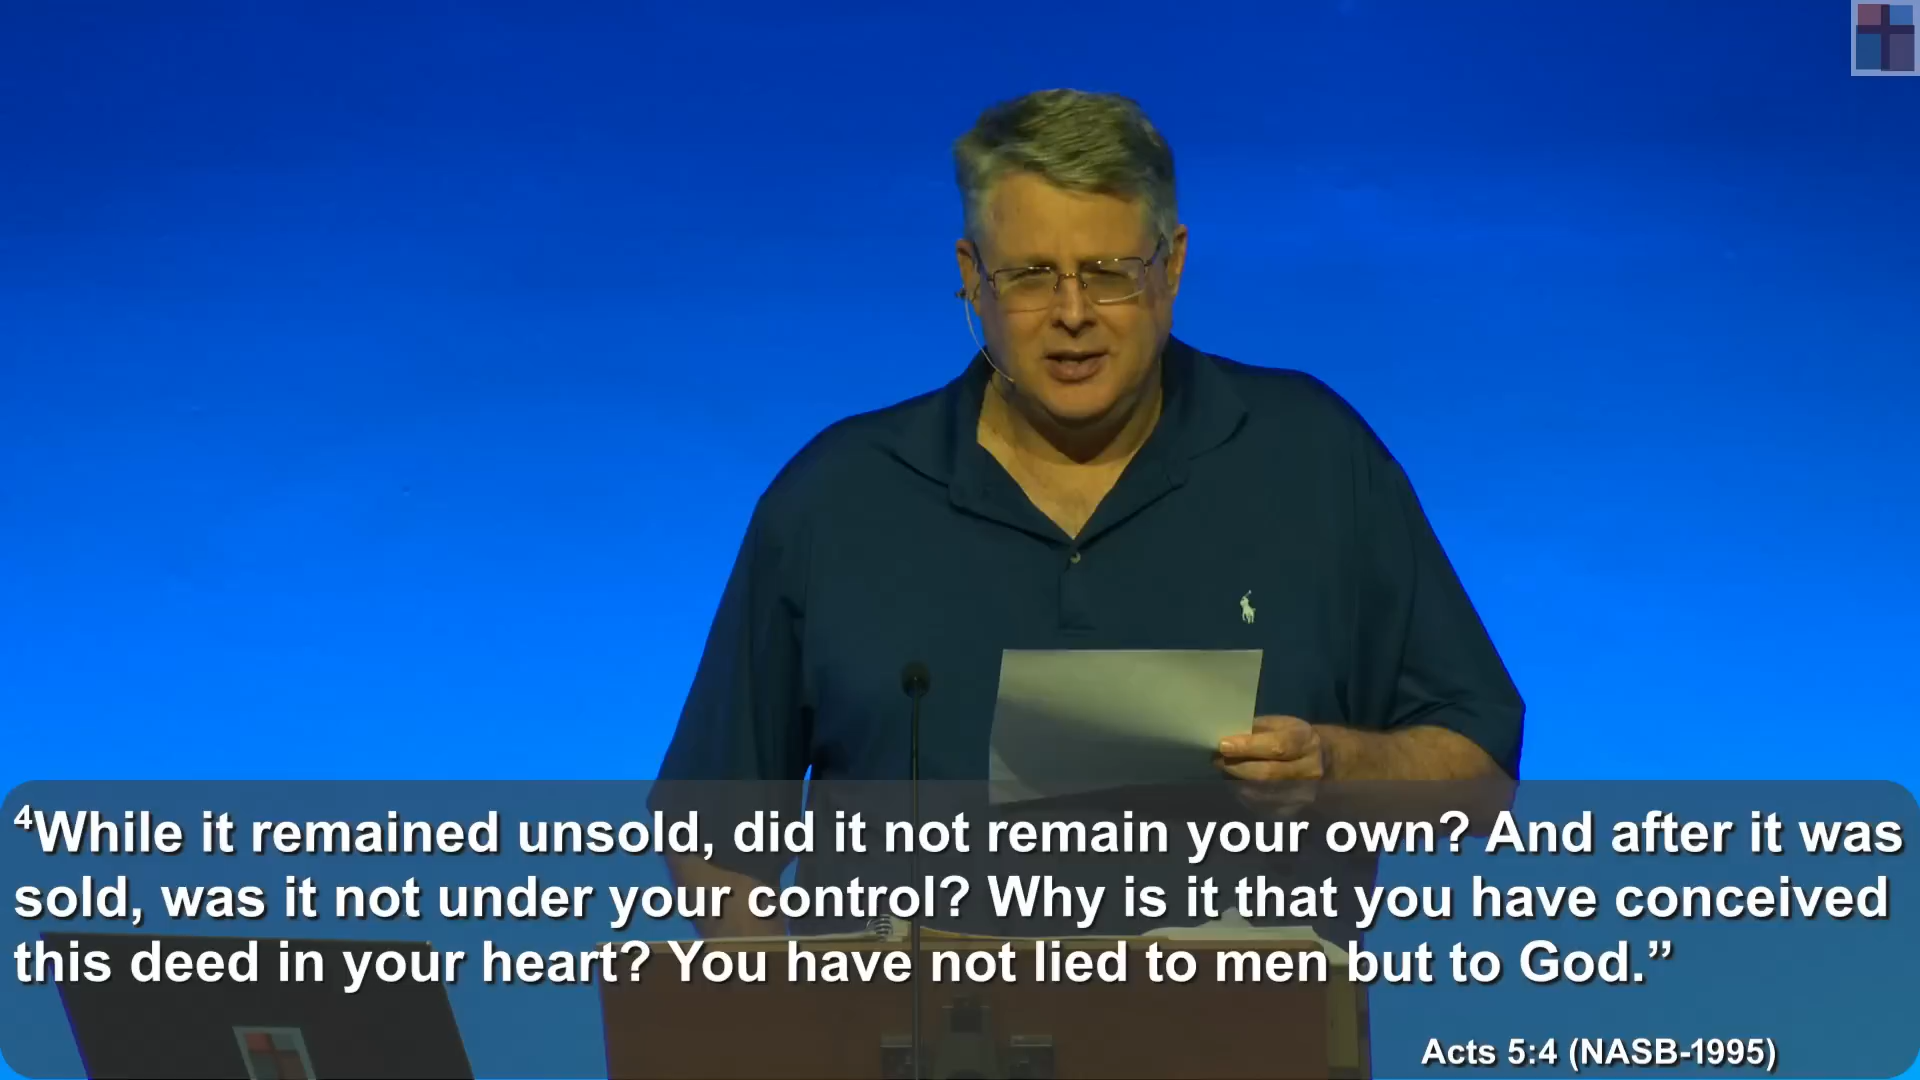 ⁴While it remained unsold, did it not remain your own? And after it was
sold, was it not under your control? Why is it that you have conceived
this deed in your heart? You have not lied to men but to God.”
Acts 5:4 (NASB-1995)